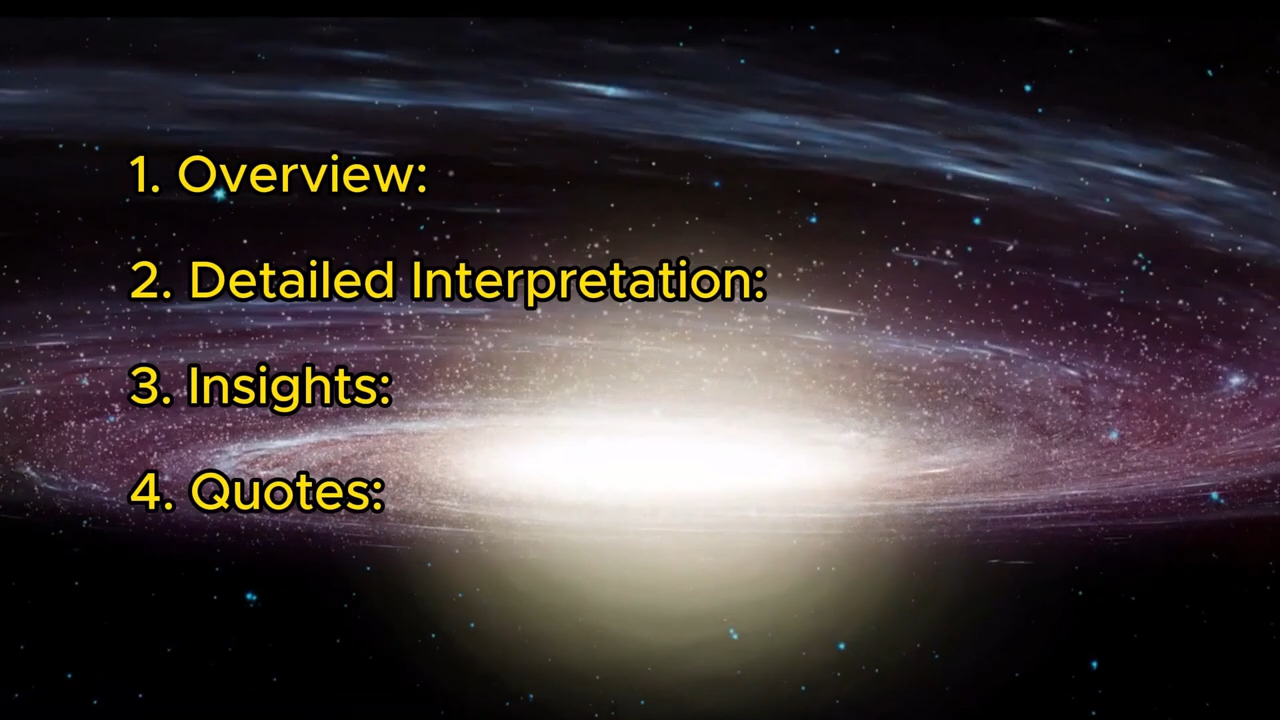 1. Overview:
2. Detailed Interpretation:
3. Insights:
4. Quotes: